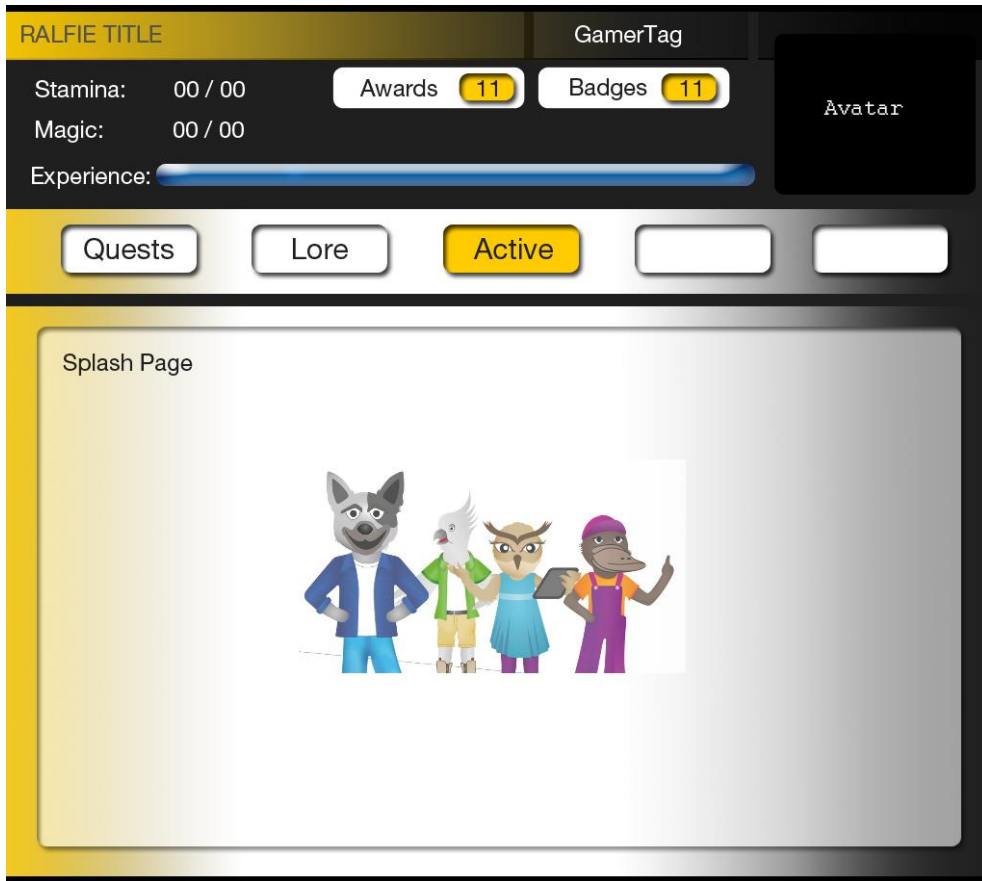 RALFIE TITLE
GamerTag
Stamina: 00 / 00
Awards 11
Badges 11
Magic: 00 / 00
Avatar
Experience:
Quests
Lore
Active
Splash Page